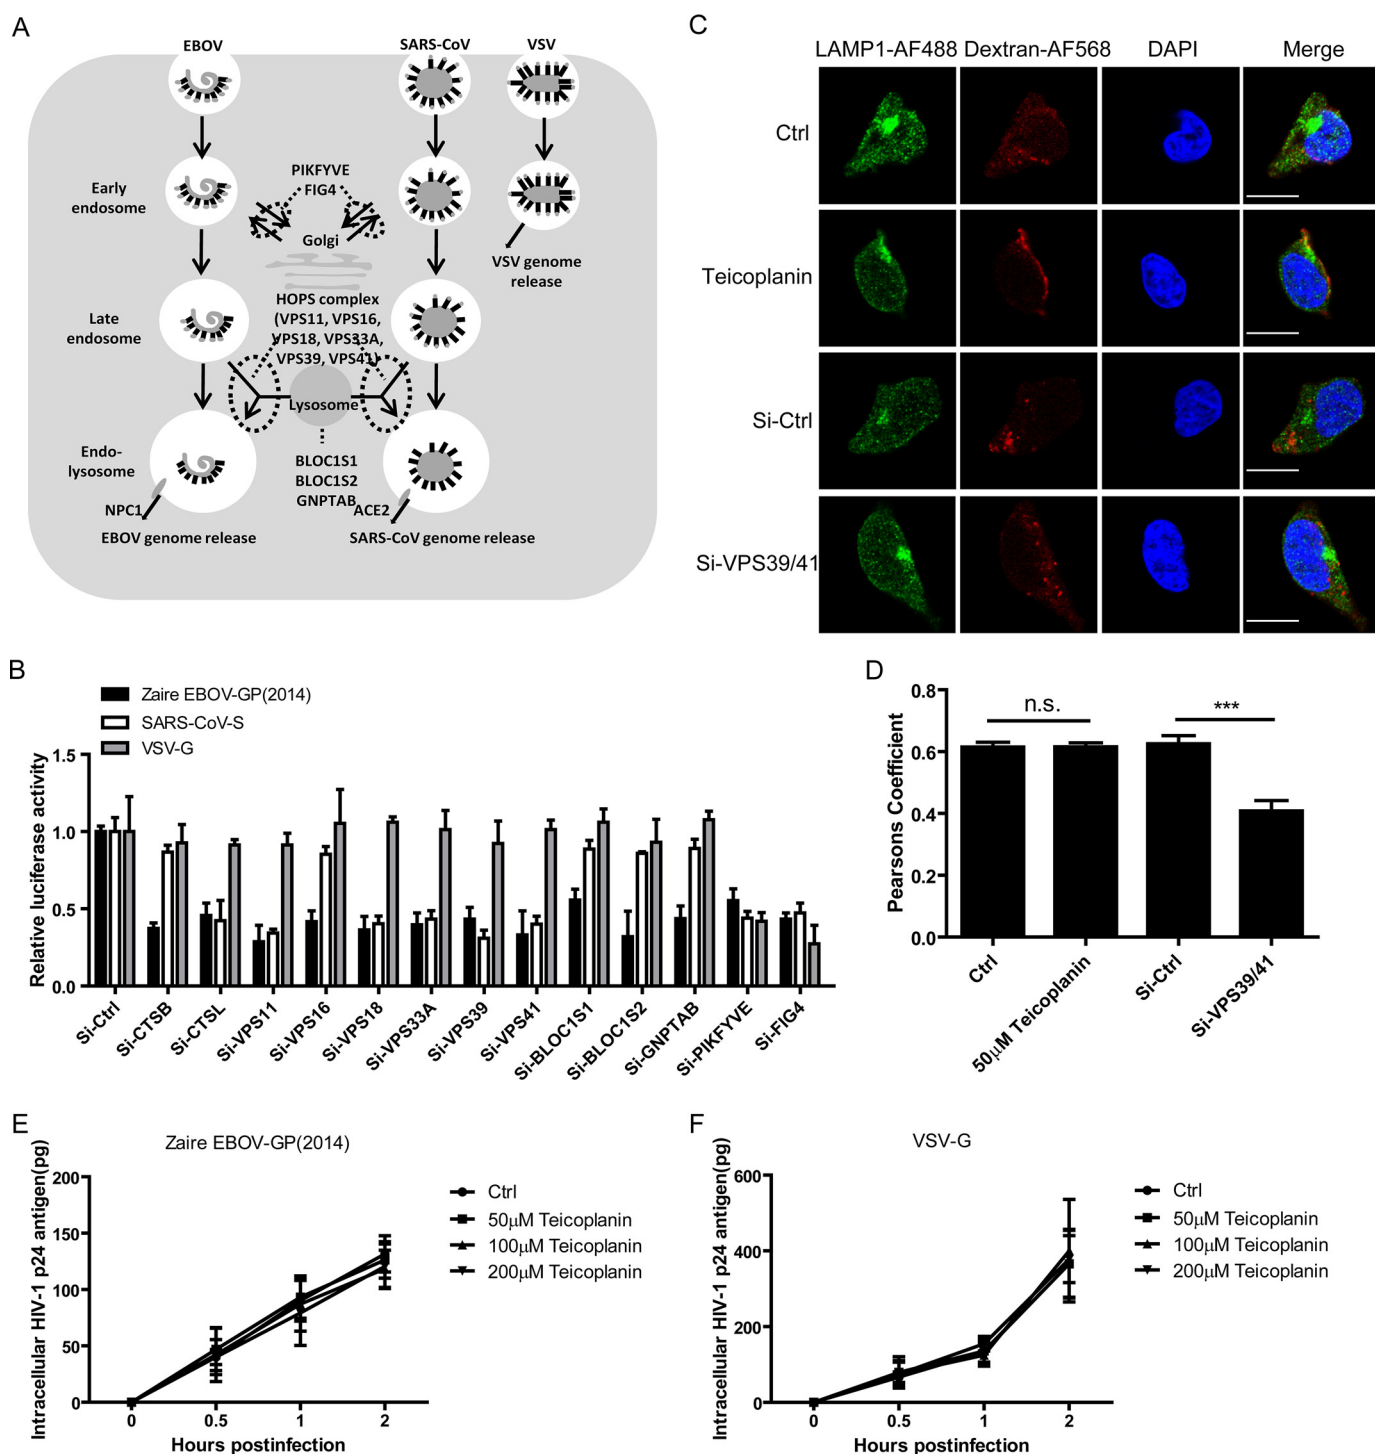 A
EBOV
SARS-CoV
VSV
Early
endosome
PIKFYVE
FIG4
Golgi
VSV genome
release
Late
endosome
HOPS complex
(VPS11, VPS16,
VPS18, VPS33A,
VPS39, VPS41)
Lysosome
Endo-
lysosome
BLOC1S1
BLOC1S2
GNPTAB
NPC1
ACE2
EBOV genome release
SARS-CoV genome release
C
LAMP1-AF488 Dextran-AF568 DAPI Merge
Ctrl
Teicoplanin
Si-Ctrl
Si-VPS39/41
B
Zaire EBOV-GP(2014)
SARS-CoV-S
VSV-G
Relative luciferase activity
1.5
1.0
0.5
0.0
Si-Ctrl
Si-CTSB
Si-CTSL
Si-VPS11
Si-VPS16
Si-VPS18
Si-VPS33A
Si-VPS39
Si-VPS41
Si-BLOC1S1
Si-BLOC1S2
Si-GNPTAB
Si-PIKFYVE
Si-FIG4
D
Pearsons Coefficient
0.8
0.6
0.4
0.2
0.0
n.s.
***
Ctrl
50μM Teicoplanin
Si-Ctrl
Si-VPS39/41
E
Zaire EBOV-GP(2014)
Intracellular HIV-1 p24 antigen(pg)
200
150
100
50
0
0 0.5 1 2
Hours postinfection
Ctrl
50μM Teicoplanin
100μM Teicoplanin
200μM Teicoplanin
F
VSV-G
Intracellular HIV-1 p24 antigen(pg)
600
400
200
0
0 0.5 1 2
Hours postinfection
Ctrl
50μM Teicoplanin
100μM Teicoplanin
200μM Teicoplanin